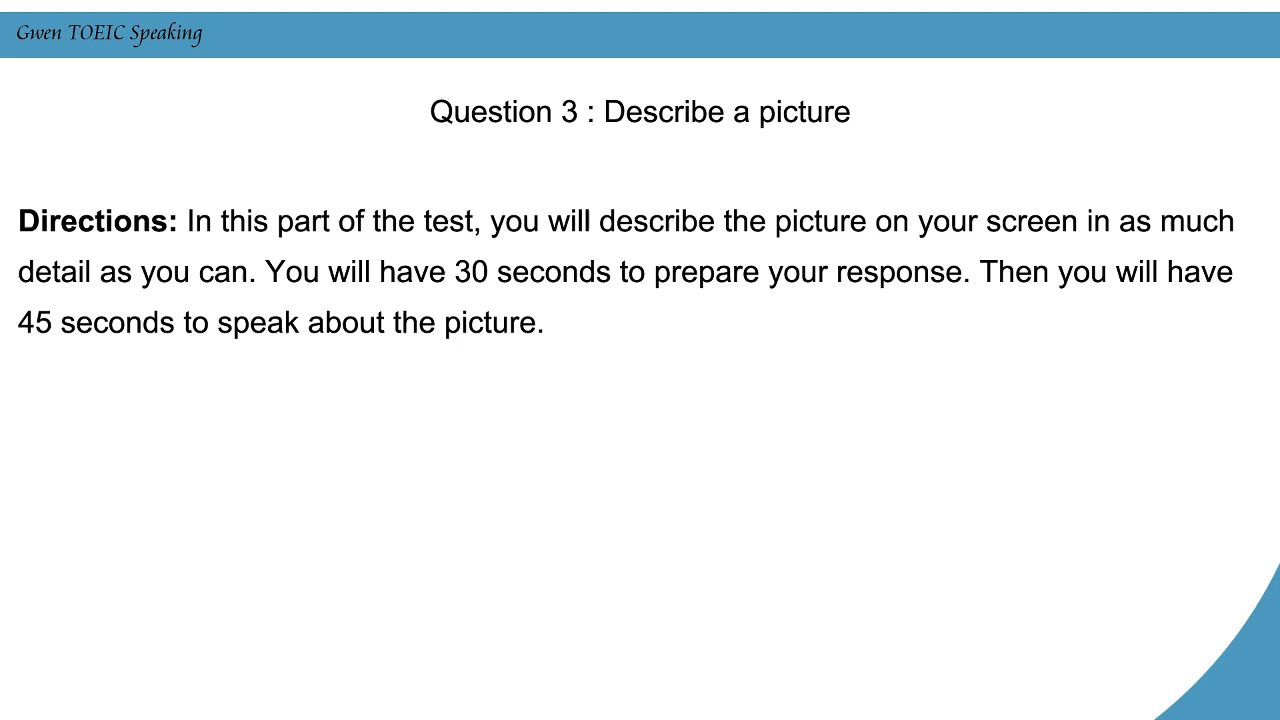 Gwen TOEIC Speaking
Question 3 : Describe a picture
Directions: In this part of the test, you will describe the picture on your screen in as much
detail as you can. You will have 30 seconds to prepare your response. Then you will have
45 seconds to speak about the picture.